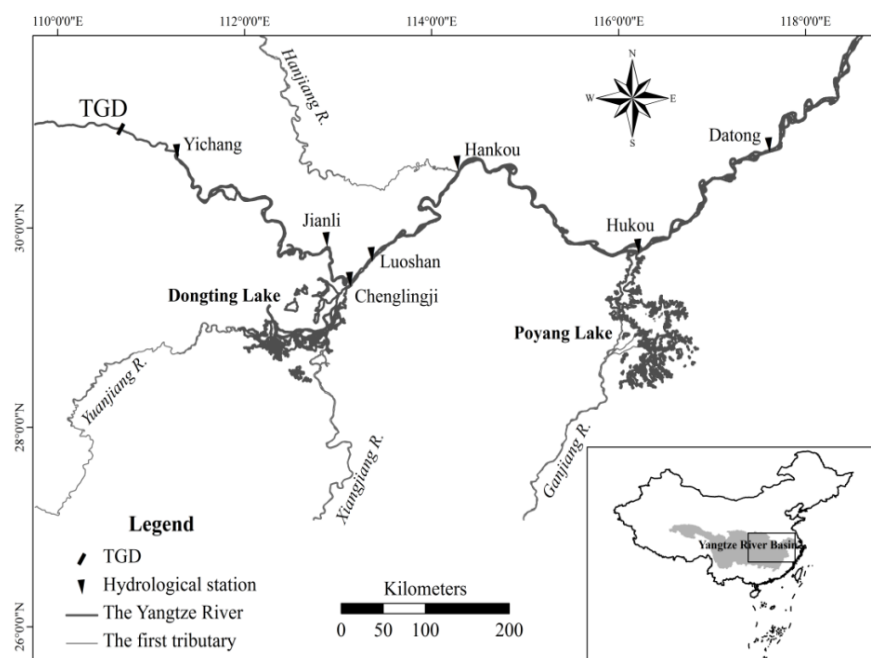 110°0'0"E
112°0'0"E
114°0'0"E
116°0'0"E
118°0'0"E
30°0'0"N
28°0'0"N
26°0'0"N
N
W
E
S
Hanjiang R.
TGD
Yichang
Hankou
Datong
Jianli
Hukou
Luoshan
Dongting Lake
Chenglingji
Poyang Lake
Yuanjiang R.
Xiangjiang R.
Ganjiang R.
Legend
TGD
Hydrological station
The Yangtze River
The first tributary
Kilometers
0 50 100 200
Yangtze River Basin